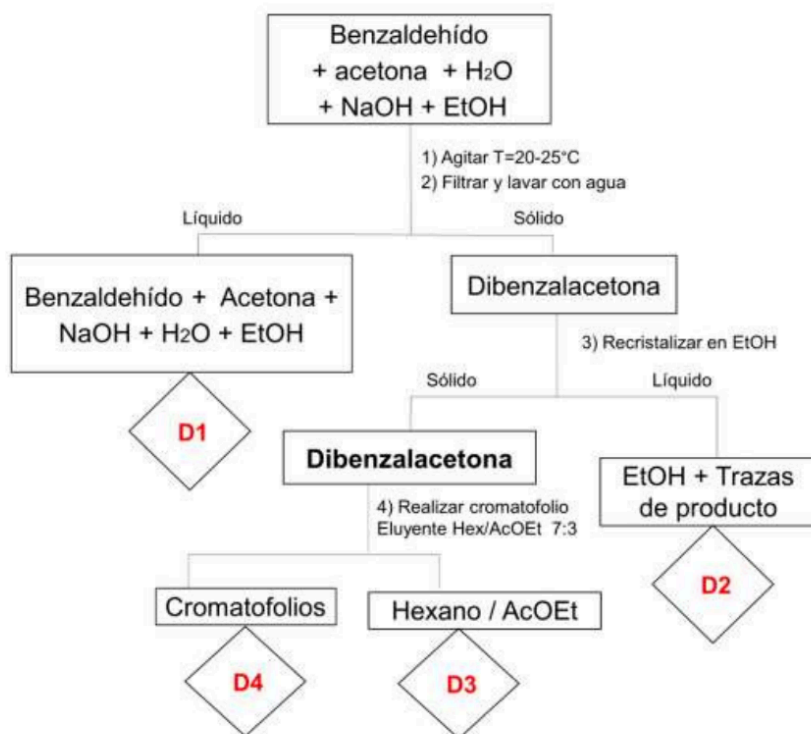 Benzaldehído
+ acetona + H2O
+ NaOH + EtOH
1) Agitar T=20-25°C
2) Filtrar y lavar con agua
Líquido
Sólido
Benzaldehído + Acetona +
NaOH + H2O + EtOH
Dibenzalacetona
3) Recristalizar en EtOH
D1
Sólido
Líquido
Dibenzalacetona
EtOH + Trazas
de producto
4) Realizar cromatofolio
Eluyente Hex/AcOEt 7:3
D2
Cromatofolios
Hexano / AcOEt
D4
D3